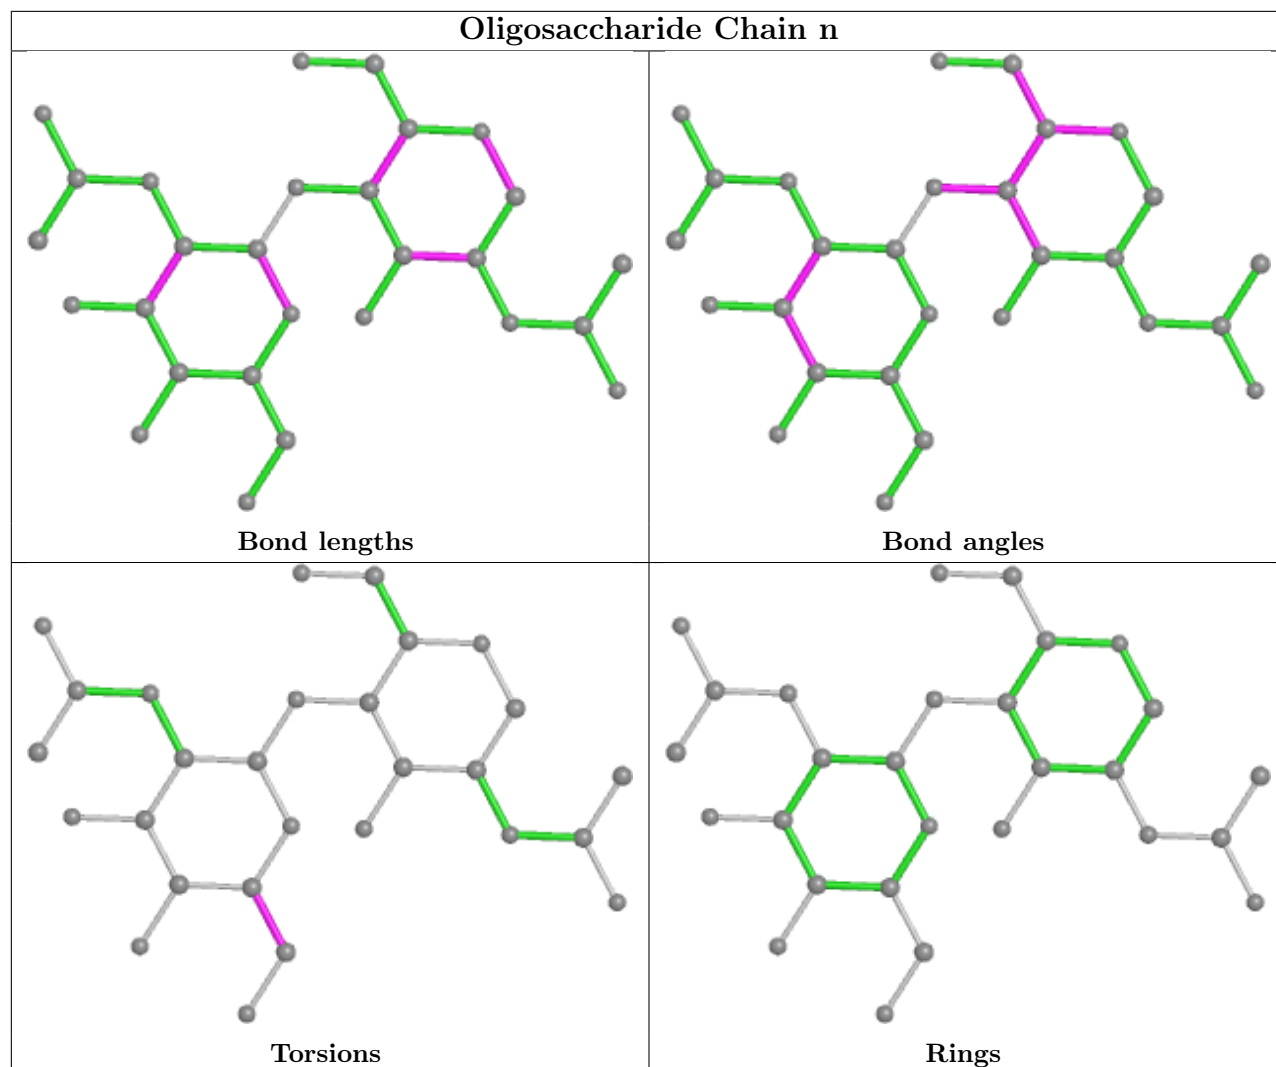 Oligosaccharide Chain n
Bond lengths
Bond angles
Torsions
Rings